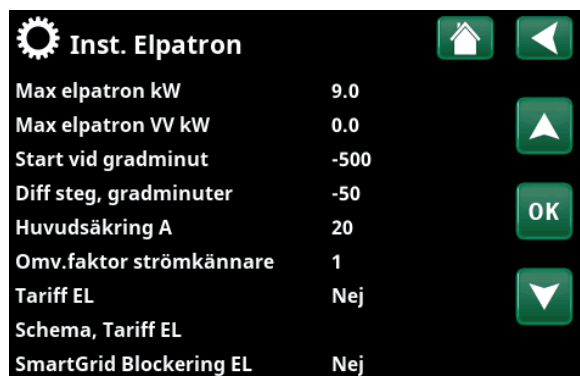 Inst. Elpatron
Max elpatron kW 9.0
Max elpatron VV kW 0.0
Start vid gradminut -500
Diff steg, gradminuter -50
Huvudsäkring A 20
Omv.faktor strömkännare 1
Tariff EL Nej
Schema, Tariff EL
SmartGrid Blockering EL Nej
OK